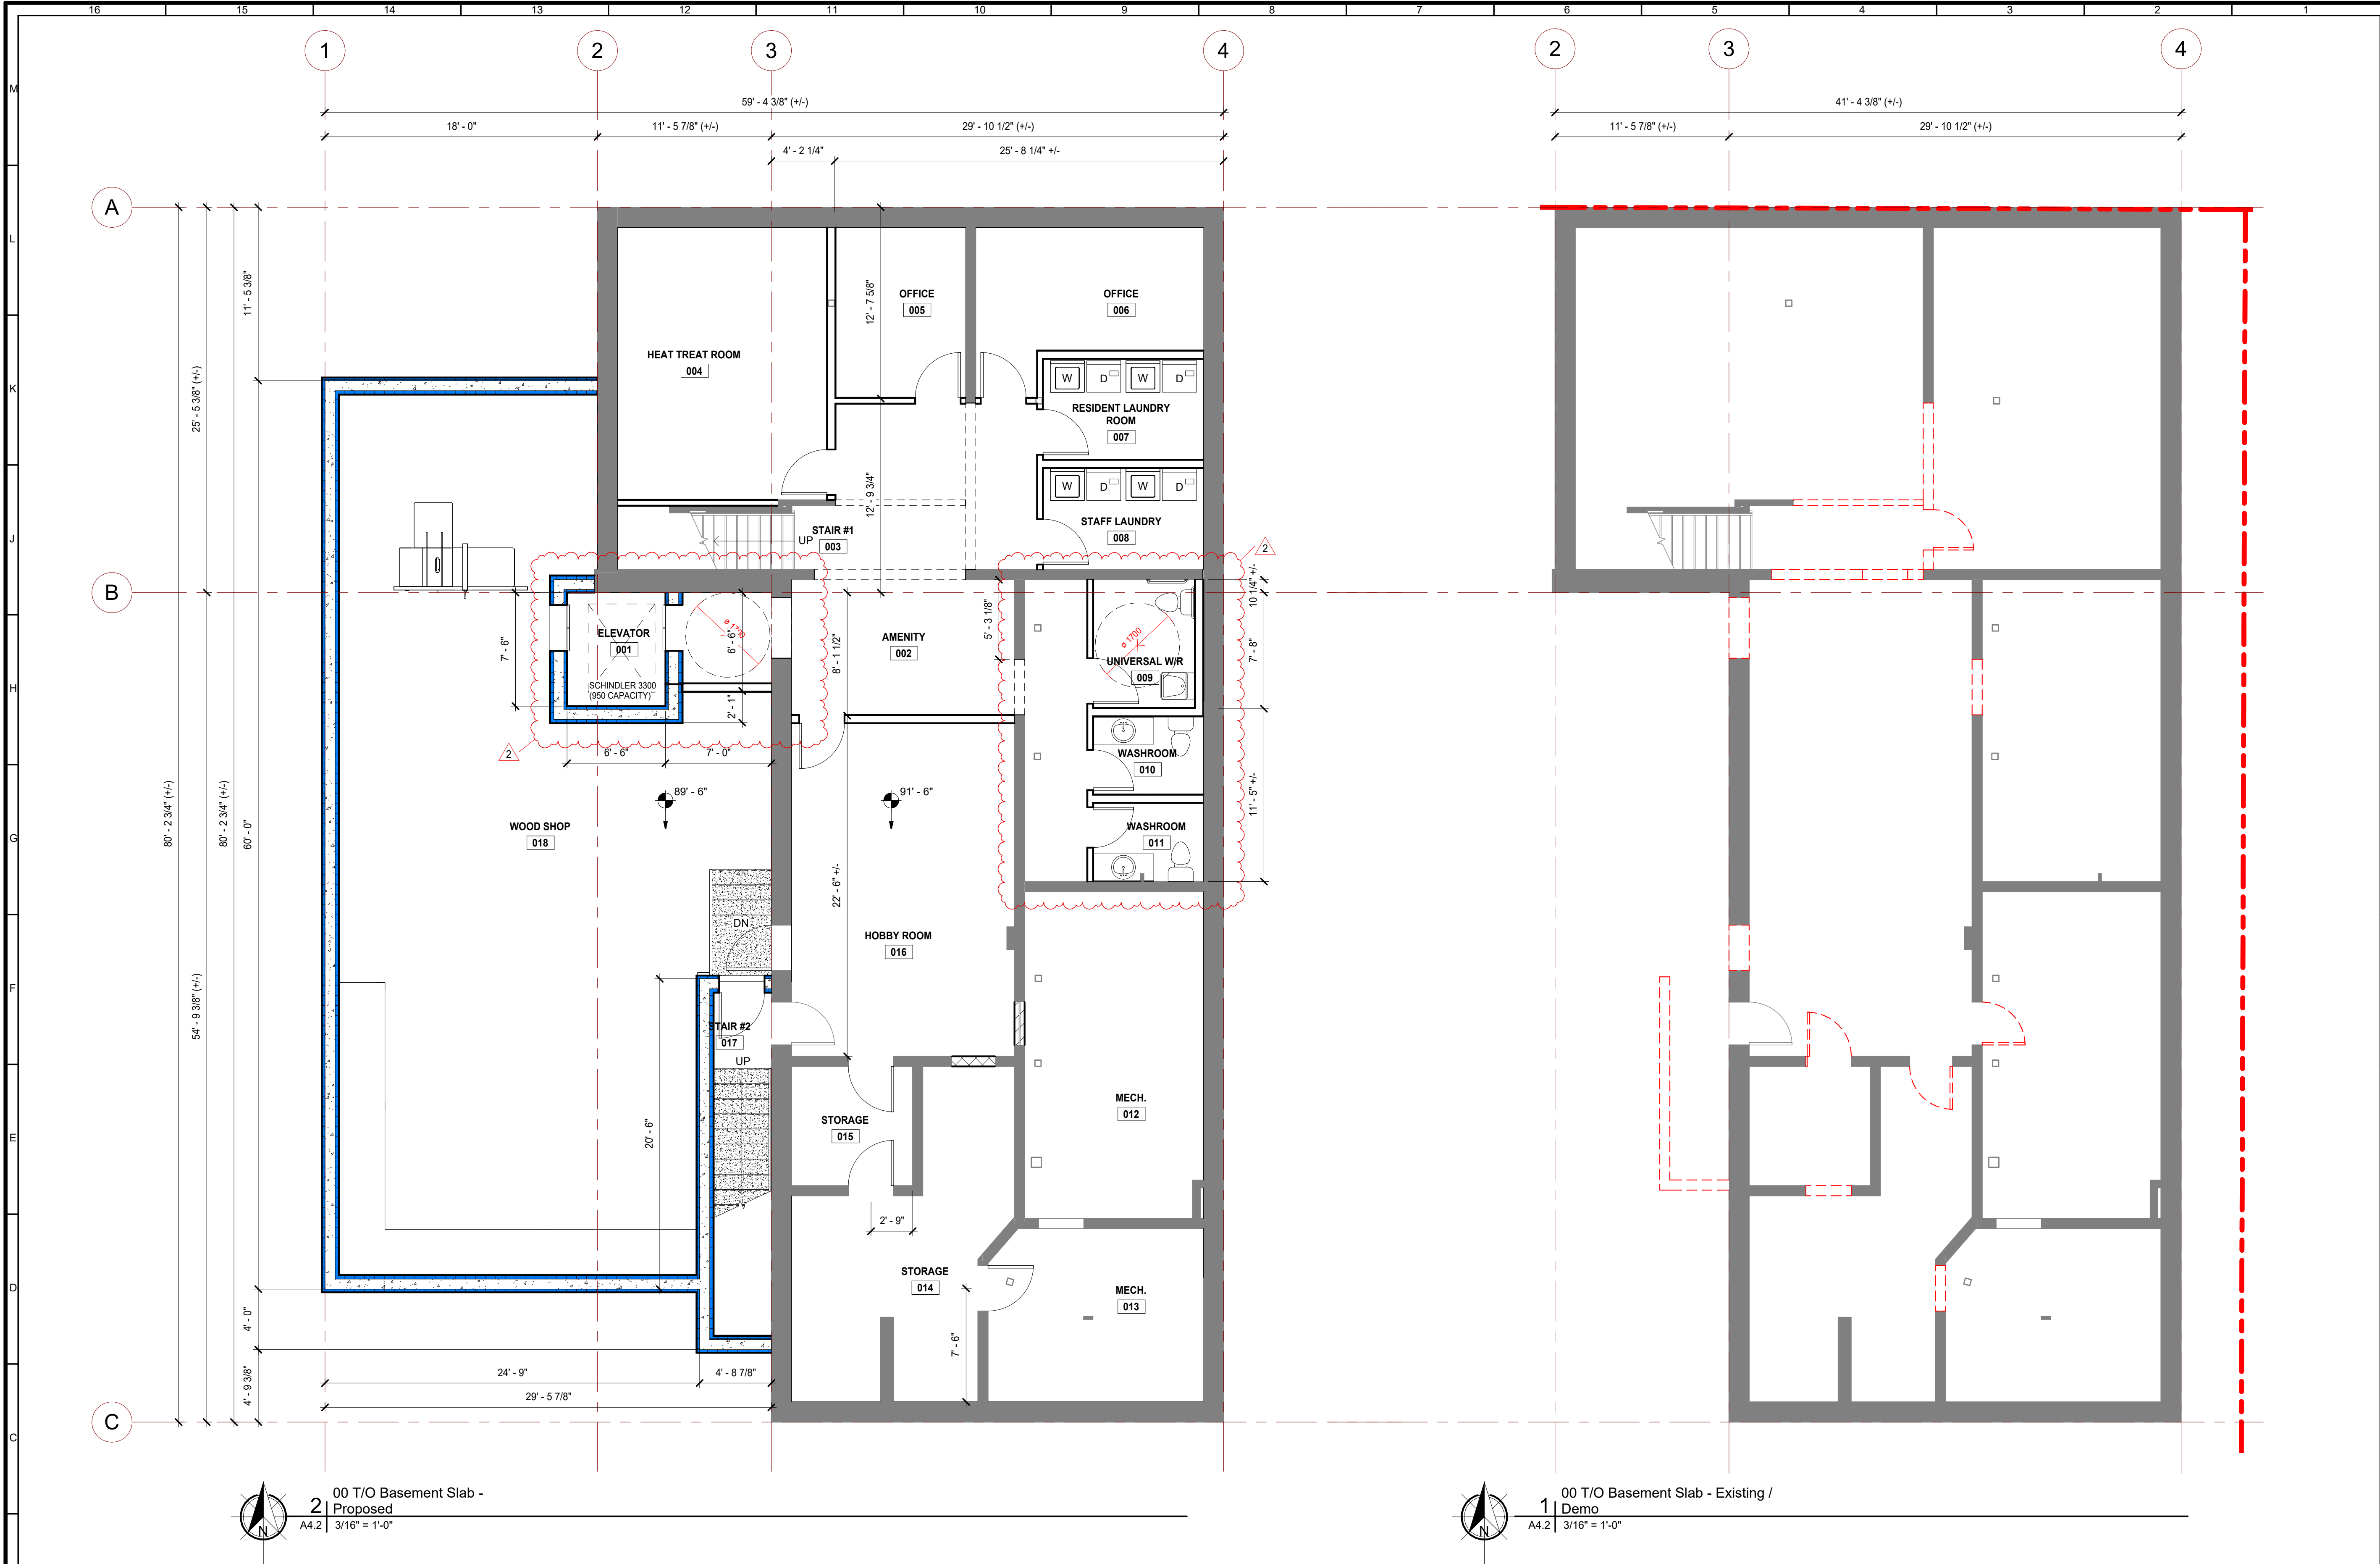 16 15 14 13 12 11 10 9 8 7 6 5 4 3 2 1
M
L
K
J
H
G
F
E
D
C
1 2 3 4
59' - 4 3/8" (+/-)
18' - 0" 11' - 5 7/8" (+/-) 29' - 10 1/2" (+/-)
4' - 2 1/4" 25' - 8 1/4" +/-
A
B
C
80' - 2 3/4" (+/-)
25' - 5 3/8" (+/-)
54' - 9 3/8" (+/-)
80' - 2 3/4" (+/-)
11' - 5 3/8"
60' - 0"
4' - 0"
4' - 9 3/8"
OFFICE
005
OFFICE
006
12' - 7 5/8"
HEAT TREAT ROOM
004
W D W D
RESIDENT LAUNDRY
ROOM
007
12' - 9 3/4"
W D W D
STAFF LAUNDRY
008
STAIR #1
UP
003
2
10 1/4" +/-
5' - 3 1/8"
7' - 6"
ELEVATOR
001
SCHINDLER 3300
(950 CAPACITY)
ø 1700
6' - 6"
2' - 1"
8' - 1 1/2"
AMENITY
002
ø 1700
UNIVERSAL W/R
009
7' - 8"
2
6' - 6" 7' - 0"
WASHROOM
010
11' - 5" +/-
89' - 6"
91' - 6"
WOOD SHOP
018
WASHROOM
011
22' - 6" +/-
DN
HOBBY ROOM
016
STAIR #2
017
UP
20' - 6"
STORAGE
015
MECH.
012
2' - 9"
STORAGE
014
MECH.
013
7' - 6"
24' - 9" 4' - 8 7/8"
29' - 5 7/8"
N
2
A4.2
00 T/O Basement Slab -
Proposed
3/16" = 1'-0"
2 3 4
41' - 4 3/8" (+/-)
11' - 5 7/8" (+/-) 29' - 10 1/2" (+/-)
N
1
A4.2
00 T/O Basement Slab - Existing /
Demo
3/16" = 1'-0"